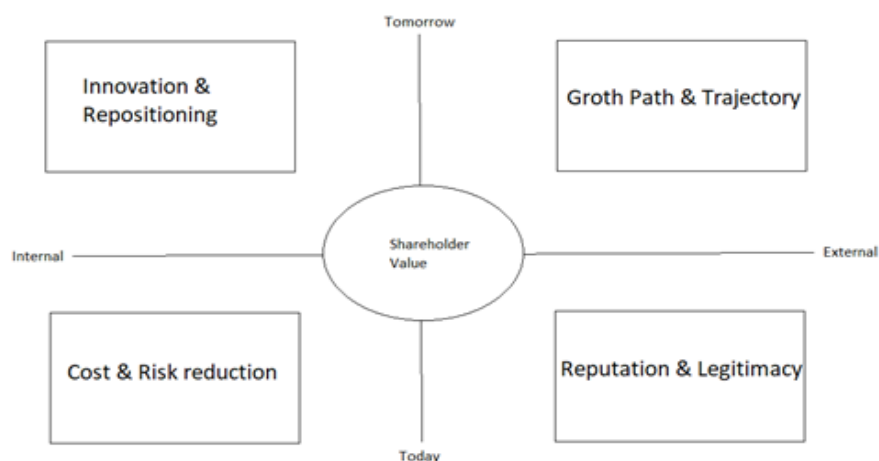 Tomorrow
Innovation &
Repositioning
Groth Path & Trajectory
Internal
Shareholder
Value
External
Cost & Risk reduction
Reputation & Legitimacy
Today